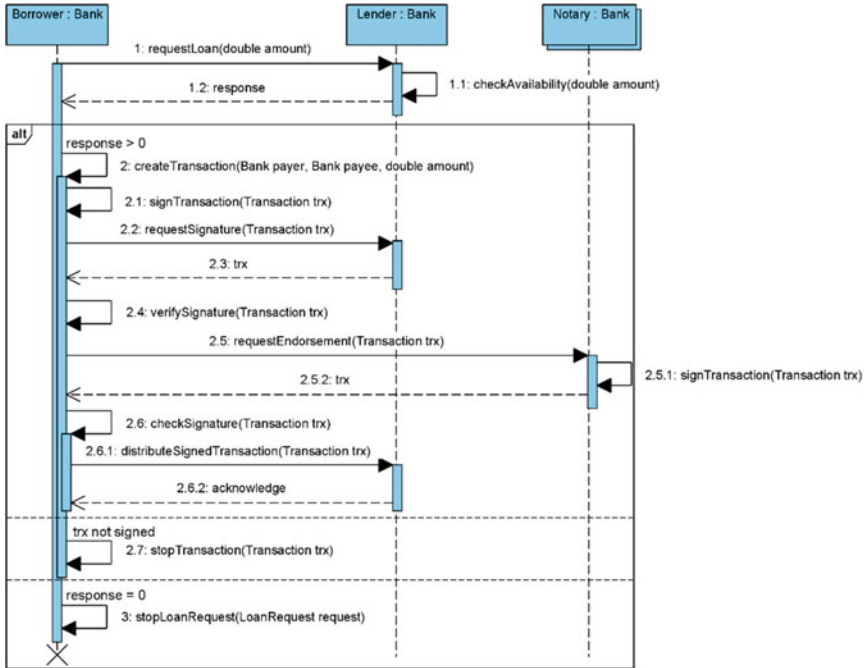 Borrower : Bank
Lender : Bank
Notary : Bank
1: requestLoan(double amount)
1.1: checkAvailability(double amount)
1.2: response
alt
response > 0
2: createTransaction(Bank payer, Bank payee, double amount)
2.1: signTransaction(Transaction trx)
2.2: requestSignature(Transaction trx)
2.3: trx
2.4: verifySignature(Transaction trx)
2.5: requestEndorsement(Transaction trx)
2.5.1: signTransaction(Transaction trx)
2.5.2: trx
2.6: checkSignature(Transaction trx)
2.6.1: distributeSignedTransaction(Transaction trx)
2.6.2: acknowledge
trx not signed
2.7: stopTransaction(Transaction trx)
response = 0
3: stopLoanRequest(LoanRequest request)